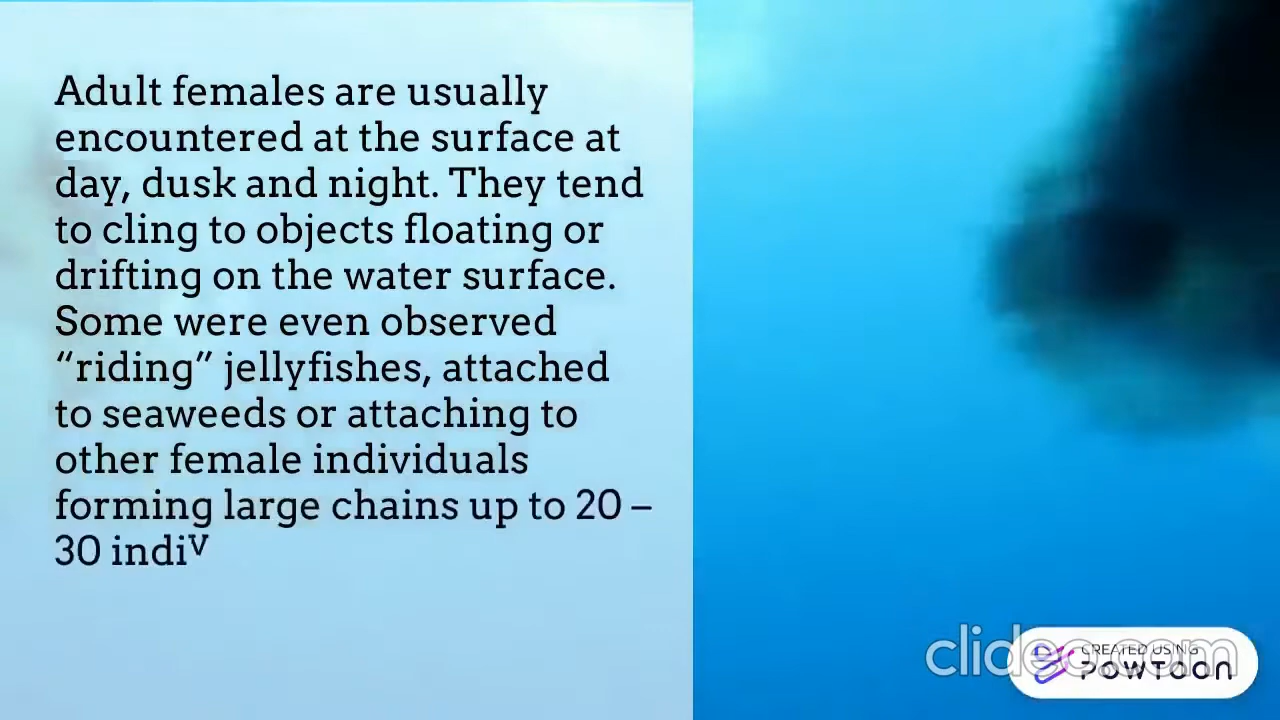 Adult females are usually
encountered at the surface at
day, dusk and night. They tend
to cling to objects floating or
drifting on the water surface.
Some were even observed
“riding” jellyfishes, attached
to seaweeds or attaching to
other female individuals
forming large chains up to 20 –
30 indiv
clideo.com
CREATED USING
POWTOON